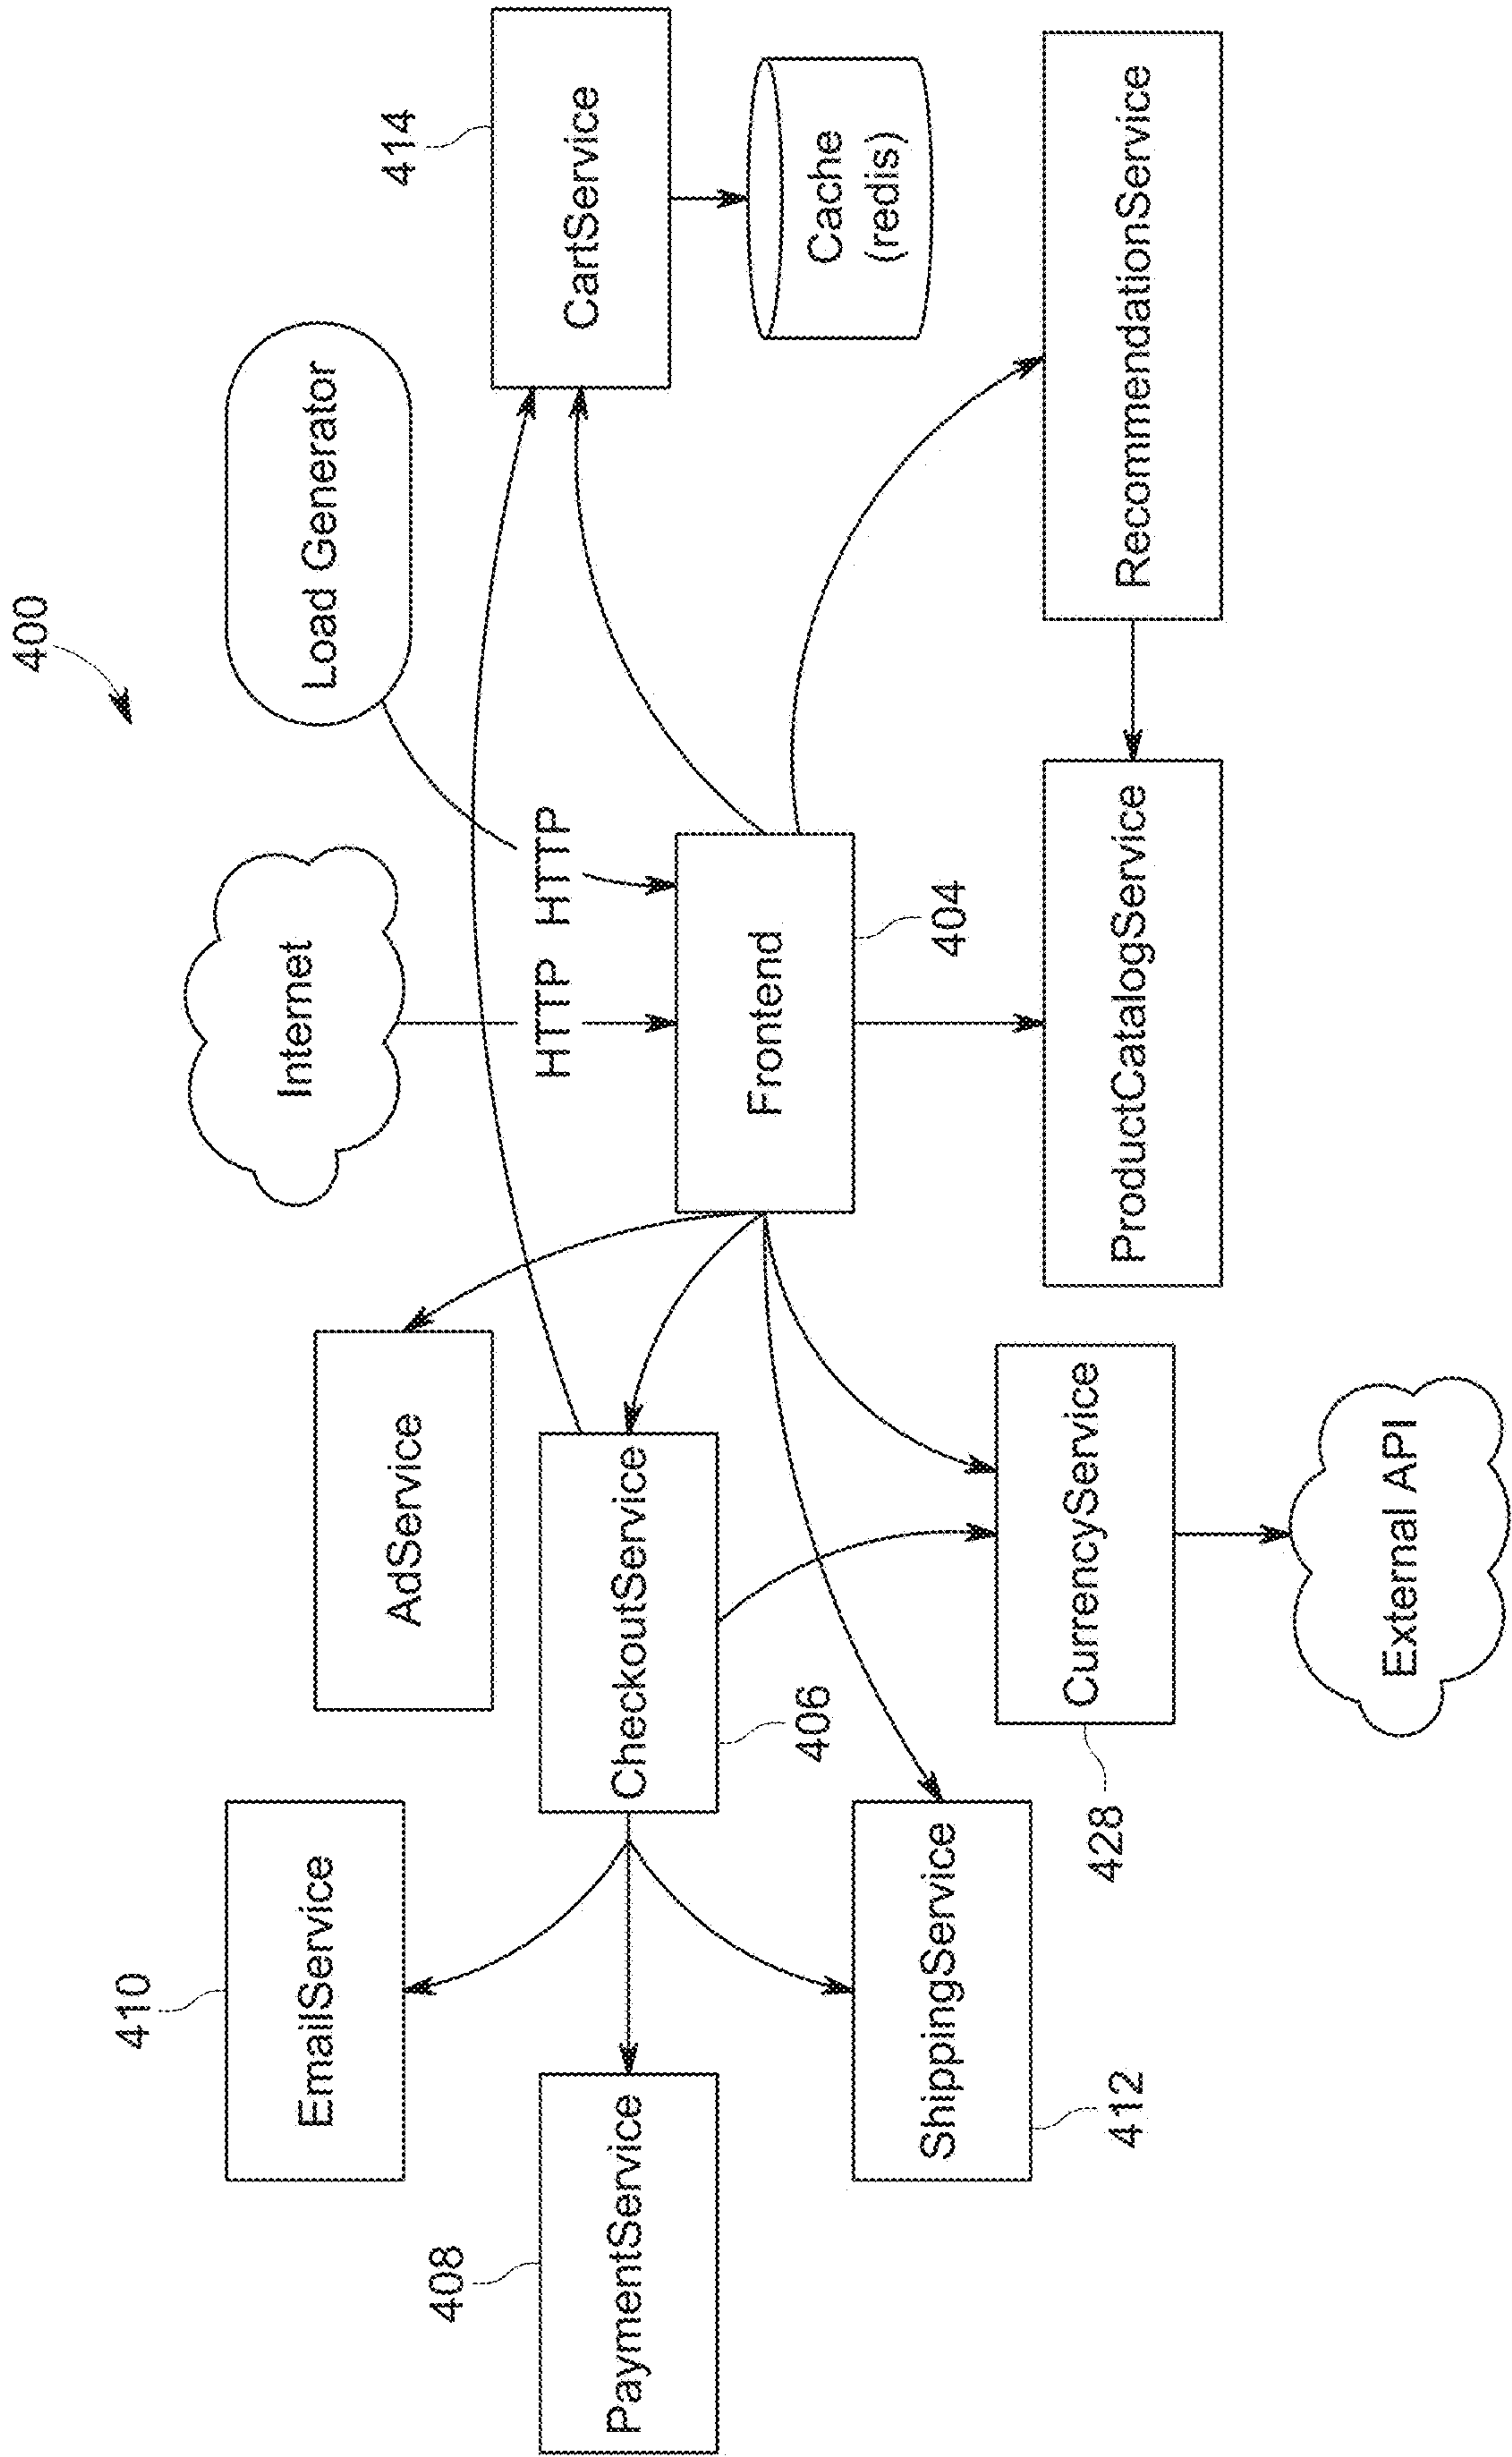 400
410
EmailService
Internet
Load Generator
414
AdService
408
HTTP HTTP
CartService
PaymentService
CheckoutService
Frontend
Cache
(redis)
406
404
ShippingService
412
428
CurrencyService
ProductCatalogService
RecommendationService
External API